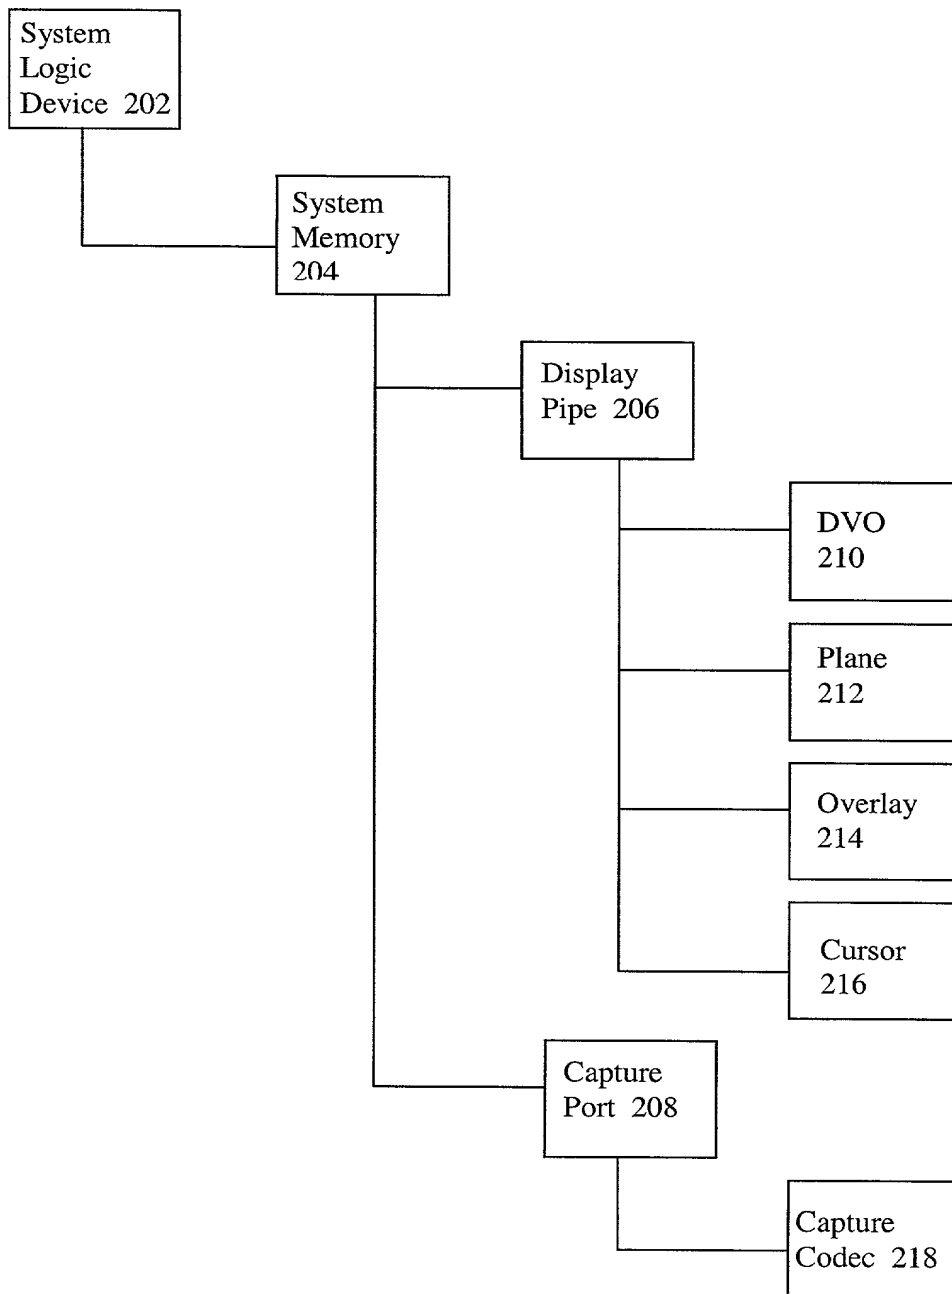 System
Logic
Device 202
System
Memory
204
Display
Pipe 206
DVO
210
Plane
212
Overlay
214
Cursor
216
Capture
Port 208
Capture
Codec 218